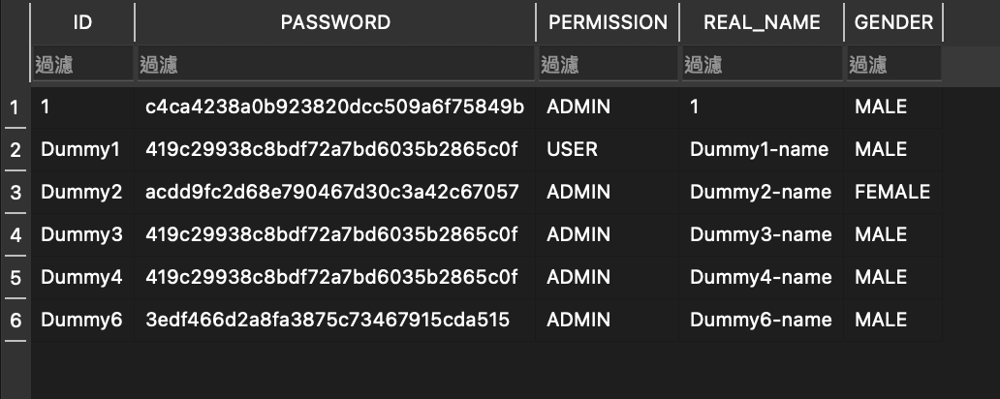 ID PASSWORD PERMISSION REAL_NAME GENDER
過濾 過濾 過濾 過濾 過濾
1 1 c4ca4238a0b923820dcc509a6f75849b ADMIN 1 MALE
2 Dummy1 419c29938c8bdf72a7bd6035b2865c0f USER Dummy1-name MALE
3 Dummy2 acdd9fc2d68e790467d30c3a42c67057 ADMIN Dummy2-name FEMALE
4 Dummy3 419c29938c8bdf72a7bd6035b2865c0f ADMIN Dummy3-name MALE
5 Dummy4 419c29938c8bdf72a7bd6035b2865c0f ADMIN Dummy4-name MALE
6 Dummy6 3edf466d2a8fa3875c73467915cda515 ADMIN Dummy6-name MALE